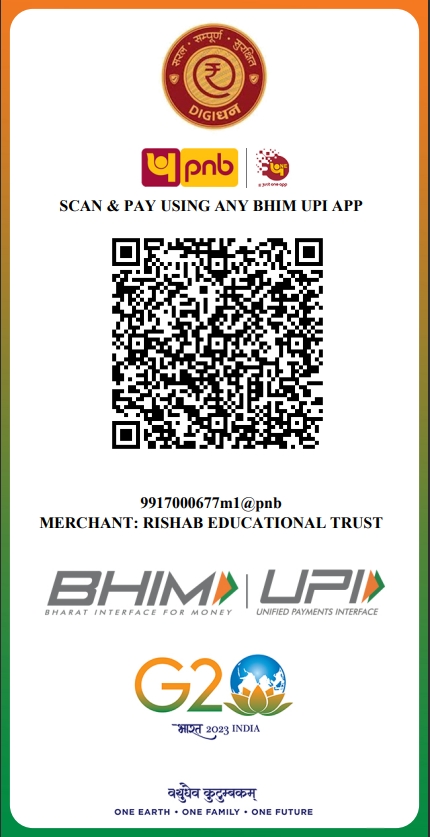 सरल • सम्पूर्ण • सुरक्षित
DIGIधन
पी pnb
ONE
SCAN & PAY USING ANY BHIM UPI APP
9917000677m1@pnb
MERCHANT: RISHAB EDUCATIONAL TRUST
BHIM UPI
BHARAT INTERFACE FOR MONEY UNIFIED PAYMENTS INTERFACE
G20
भारत 2023 INDIA
वसुधैव कुटुम्बकम्
ONE EARTH • ONE FAMILY • ONE FUTURE